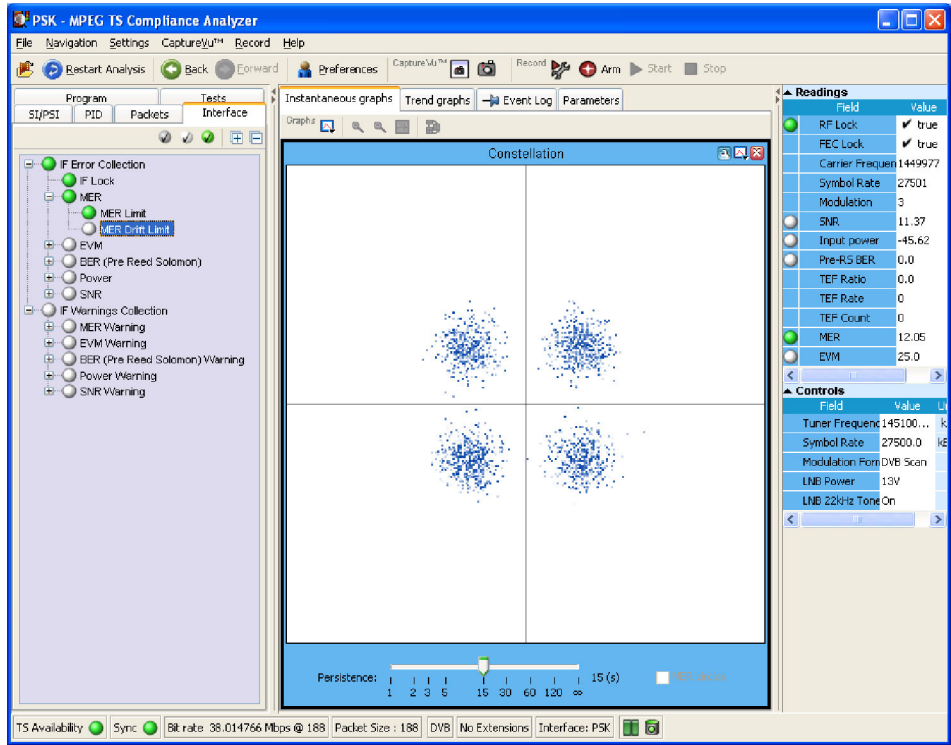 PSK - MPEG TS Compliance Analyzer
File Navigation Settings CaptureVu™ Record Help
Restart Analysis Back Forward Preferences CaptureVu™ Record Arm Start Stop
Program Tests
SI/PSI PID Packets Interface
IF Error Collection
IF Lock
MER
MER Limit
MER Drift Limit
EVM
BER (Pre Reed Solomon)
Power
SNR
IF Warnings Collection
MER Warning
EVM Warning
BER (Pre Reed Solomon) Warning
Power Warning
SNR Warning
Instantaneous graphs Trend graphs Event Log Parameters
Graphs
Constellation
Persistence: 15 (s)
1 2 3 5 15 30 60 120 ∞
Readings
Field Value
RF Lock ✔ true
FEC Lock ✔ true
Carrier Frequen 1449977
Symbol Rate 27501
Modulation 3
SNR 11.37
Input power -45.62
Pre-RS BER 0.0
TEF Ratio 0.0
TEF Rate 0
TEF Count 0
MER 12.05
EVM 25.0
Controls
Field Value
Tuner Frequenc 145100...
Symbol Rate 27500.0
Modulation Form DVB Scan
LNB Power 13V
LNB 22kHz Tone On
TS Availability Sync Bit rate 38.014766 Mbps @ 188 Packet Size : 188 DVB No Extensions Interface: PSK